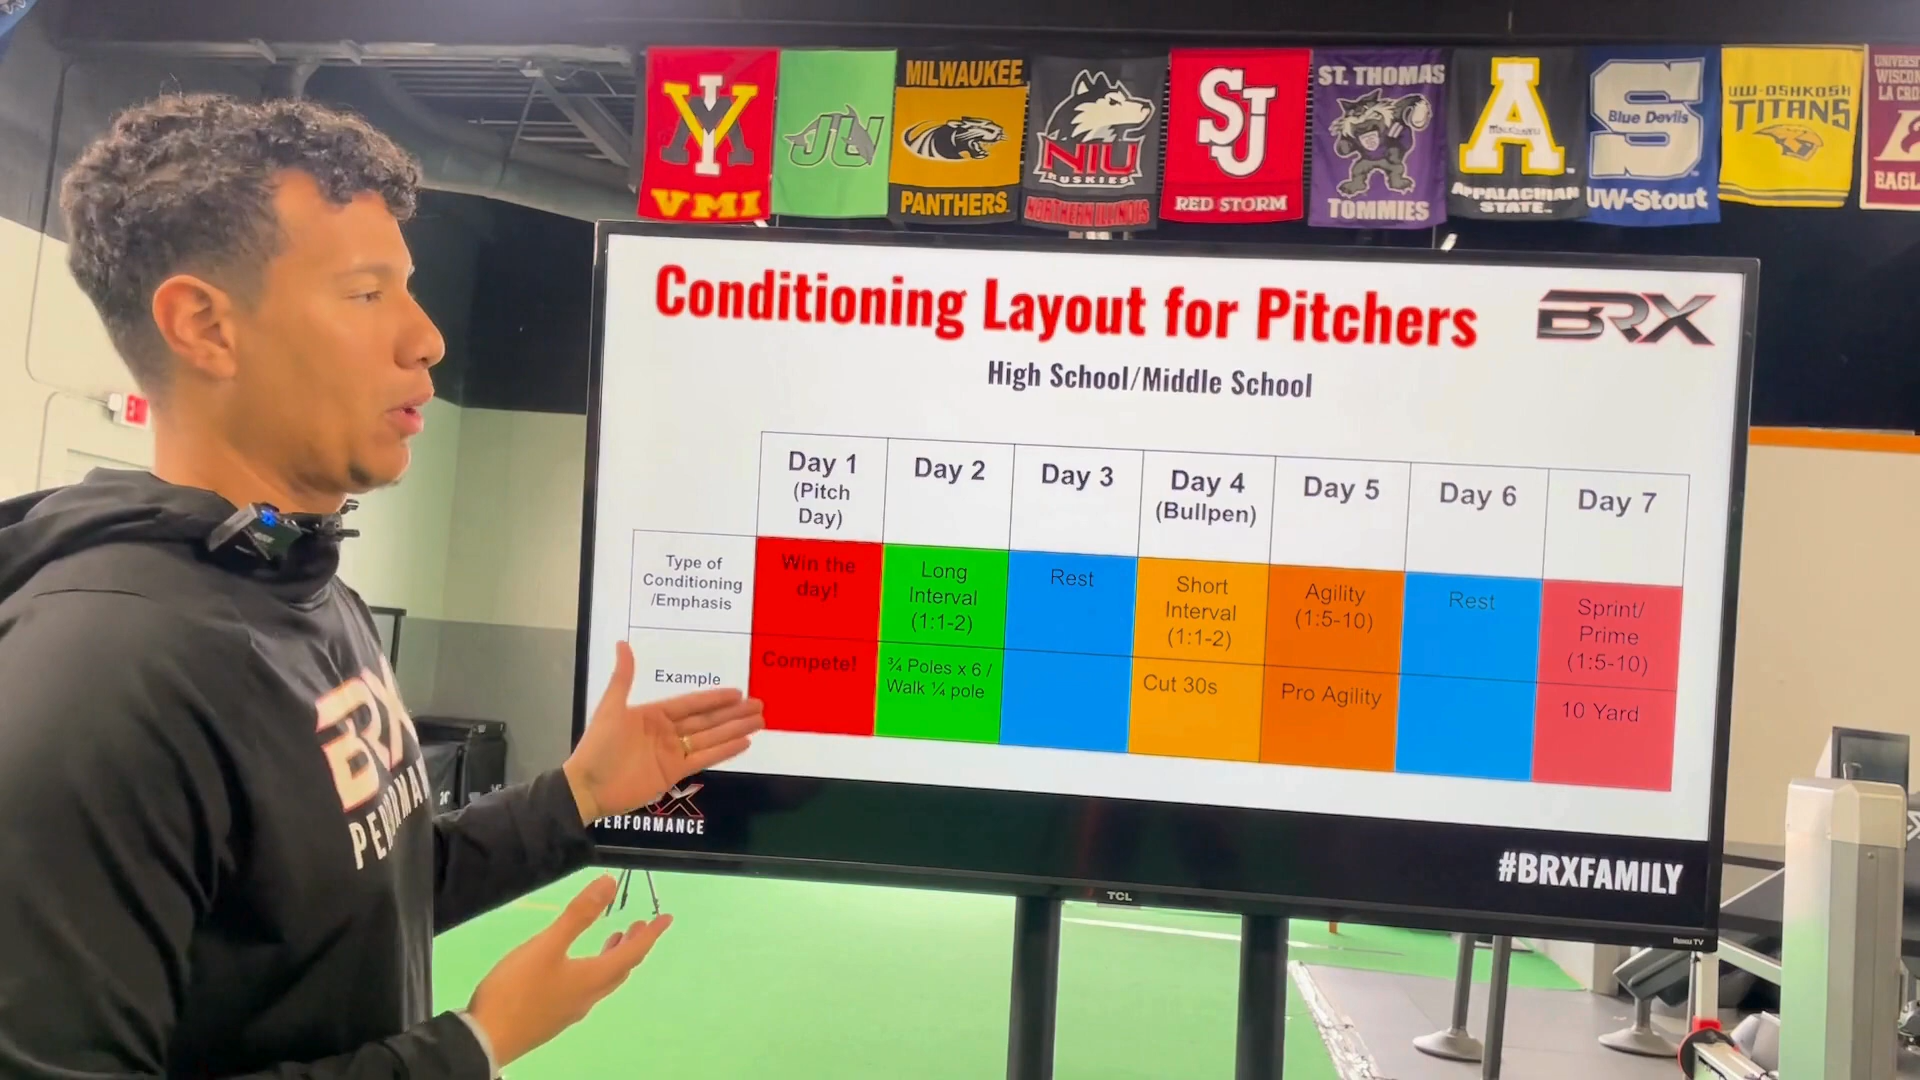 VMI
JU
MILWAUKEE
PANTHERS
NIU
HUSKIES
NORTHERN ILLINOIS
STJ
RED STORM
ST. THOMAS
TOMMIES
A
APPALACHIAN
STATE
S
Blue Devils
UW-Stout
UW-OSHKOSH
TITANS
LA
L
Conditioning Layout for Pitchers
BRX
High School/Middle School
Day 1
(Pitch
Day)
Day 2
Day 3
Day 4
(Bullpen)
Day 5
Day 6
Day 7
Type of
Conditioning
/Emphasis
Win the
day!
Long
Interval
(1:1-2)
Rest
Short
Interval
(1:1-2)
Agility
(1:5-10)
Rest
Sprint/
Prime
(1:5-10)
Example
Compete!
¾ Poles x 6 /
Walk ¼ pole
Cut 30s
Pro Agility
10 Yard
PERFORMANCE
#BRXFAMILY
TCL
Roku TV
BRX